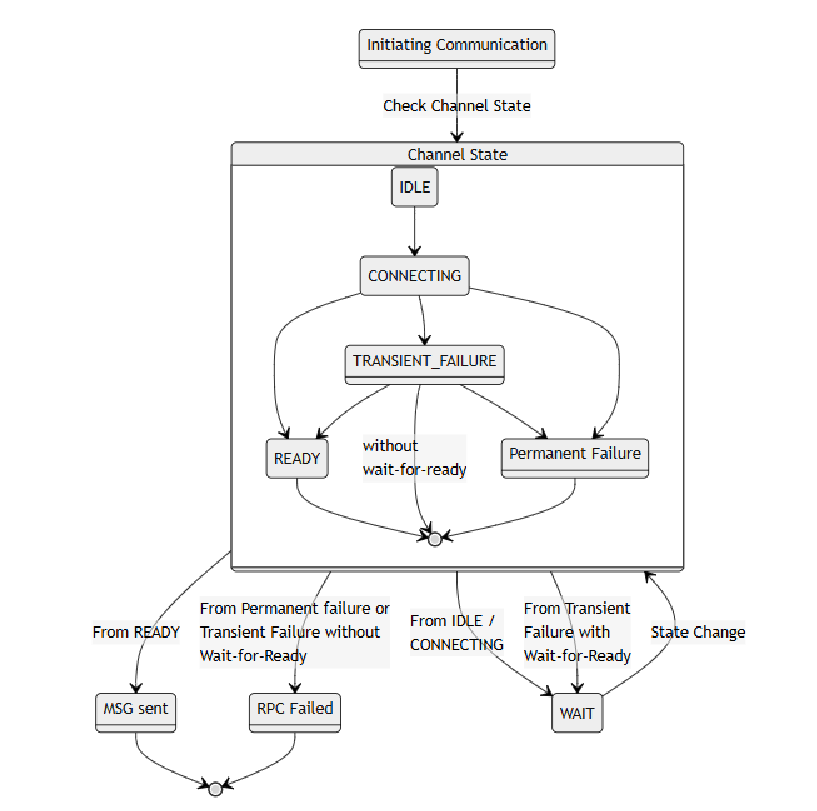 Initiating Communication
Check Channel State
Channel State
IDLE
CONNECTING
TRANSIENT_FAILURE
without
wait-for-ready
READY
Permanent Failure
From READY
From Permanent failure or
Transient Failure without
Wait-for-Ready
From IDLE /
CONNECTING
From Transient
Failure with
Wait-for-Ready
State Change
MSG sent
RPC Failed
WAIT